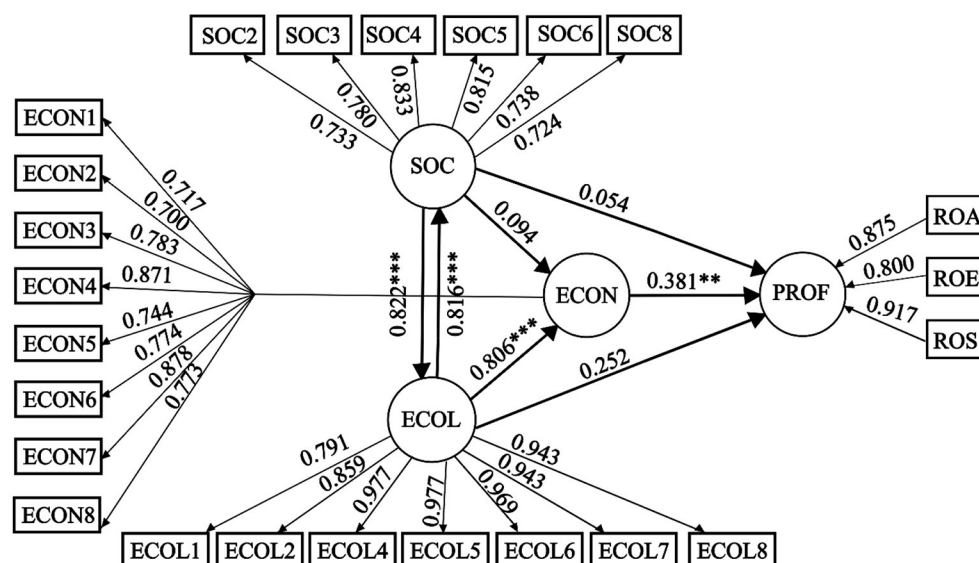 SOC2
SOC3
SOC4
SOC5
SOC6
SOC8
0.733
0.780
0.833
0.815
0.738
0.724
ECON1
ECON2
ECON3
ECON4
ECON5
ECON6
ECON7
ECON8
0.717
0.700
0.783
0.871
0.744
0.774
0.878
0.773
SOC
0.054
0.094
0.822***
0.816***
ECON
0.381**
PROF
0.806***
0.252
ECOL
0.875
0.800
0.917
ROA
ROE
ROS
0.791
0.859
0.977
0.977
0.969
0.943
0.943
ECOL1
ECOL2
ECOL4
ECOL5
ECOL6
ECOL7
ECOL8